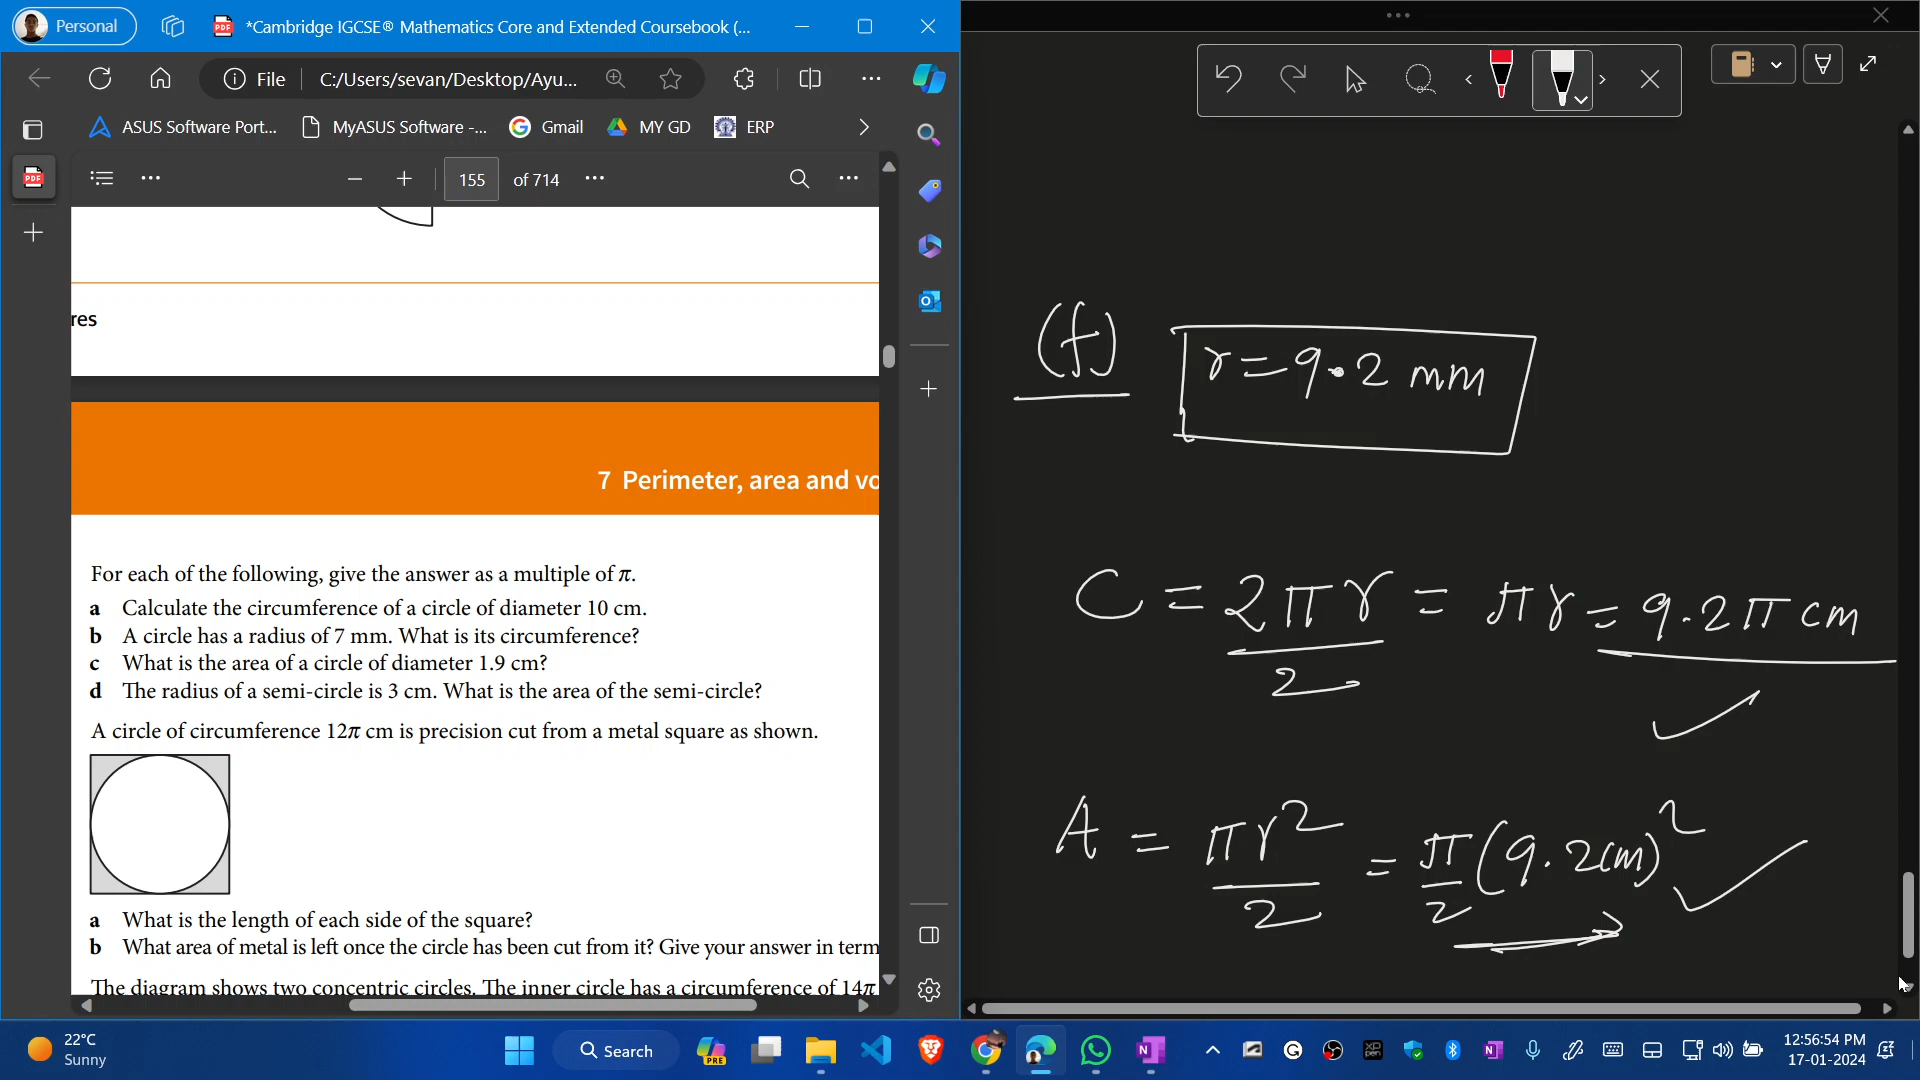 Personal
*Cambridge IGCSE® Mathematics Core and Extended Coursebook (...
File
C:/Users/sevan/Desktop/Ayu...
ASUS Software Port...
MyASUS Software -...
Gmail
MY GD
ERP
155 of 714
res
7 Perimeter, area and vo
For each of the following, give the answer as a multiple of π.
a Calculate the circumference of a circle of diameter 10 cm.
b A circle has a radius of 7 mm. What is its circumference?
c What is the area of a circle of diameter 1.9 cm?
d The radius of a semi-circle is 3 cm. What is the area of the semi-circle?
A circle of circumference 12π cm is precision cut from a metal square as shown.
a What is the length of each side of the square?
b What area of metal is left once the circle has been cut from it? Give your answer in term
The diagram shows two concentric circles. The inner circle has a circumference of 14π
(f) r = 9.2 mm
C = 2πr/2 = πr = 9.2π cm
A = πr²/2 = π/2 (9.2cm)²
22°C
Sunny
Search
PRE
12:56:54 PM
17-01-2024